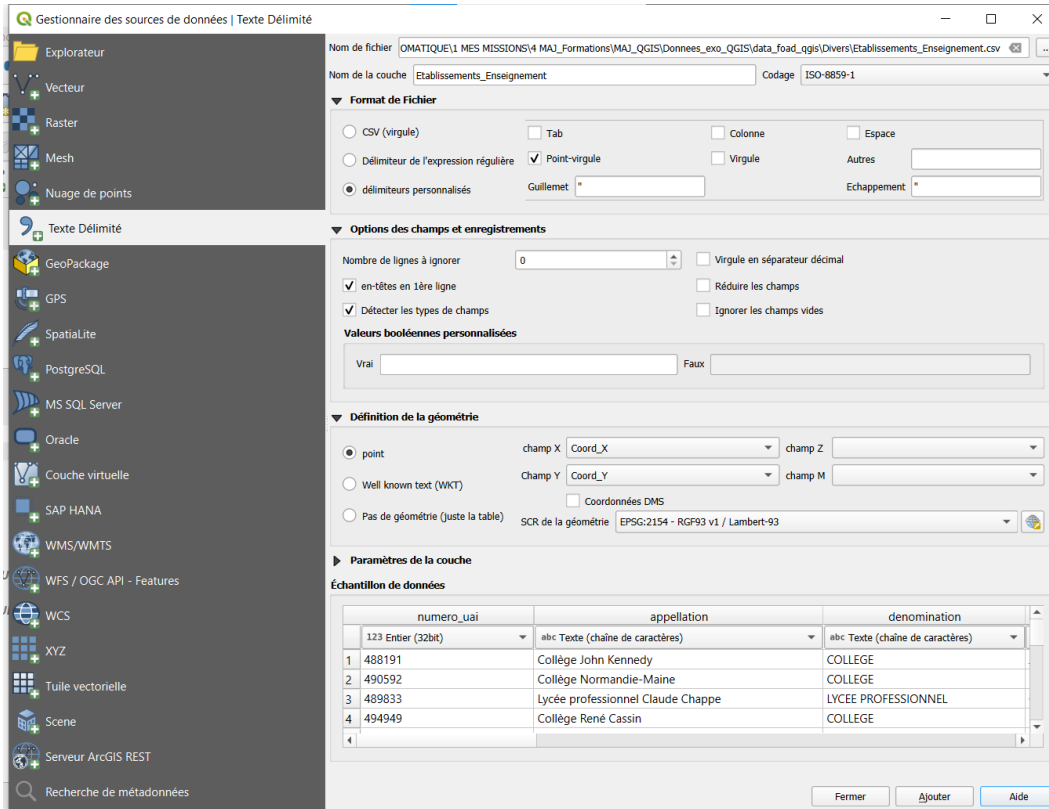 Gestionnaire des sources de données | Texte Délimité
Explorateur
Vecteur
Raster
Mesh
Nuage de points
Texte Délimité
GeoPackage
GPS
SpatiaLite
PostgreSQL
MS SQL Server
Oracle
Couche virtuelle
SAP HANA
WMS/WMTS
WFS / OGC API - Features
WCS
XYZ
Tuile vectorielle
Scene
Serveur ArcGIS REST
Recherche de métadonnées
Nom de fichier OMATIQUE\1 MES MISSIONS\4 MAJ_Formations\MAJ_QGIS\Donnees_exo_QGIS\data_foad_qgis\Divers\Etablissements_Enseignement.csv ...
Nom de la couche Etablissements_Enseignement Codage ISO-8859-1
Format de Fichier
CSV (virgule) Tab Colonne Espace
Délimiteur de l'expression régulière Point-virgule Virgule Autres
délimiteurs personnalisés Guillemet " Echappement "
Options des champs et enregistrements
Nombre de lignes à ignorer 0 Virgule en séparateur décimal
en-têtes en 1ère ligne Réduire les champs
Détecter les types de champs Ignorer les champs vides
Valeurs booléennes personnalisées
Vrai Faux
Définition de la géométrie
point champ X Coord_X champ Z
Well known text (WKT) Champ Y Coord_Y champ M
Coordonnées DMS
Pas de géométrie (juste la table) SCR de la géométrie EPSG:2154 - RGF93 v1 / Lambert-93
Paramètres de la couche
Échantillon de données
numero_uai appellation denomination
123 Entier (32bit) abc Texte (chaîne de caractères) abc Texte (chaîne de caractères)
1 488191 Collège John Kennedy COLLEGE
2 490592 Collège Normandie-Maine COLLEGE
3 489833 Lycée professionnel Claude Chappe LYCEE PROFESSIONNEL
4 494949 Collège René Cassin COLLEGE
Fermer Ajouter Aide